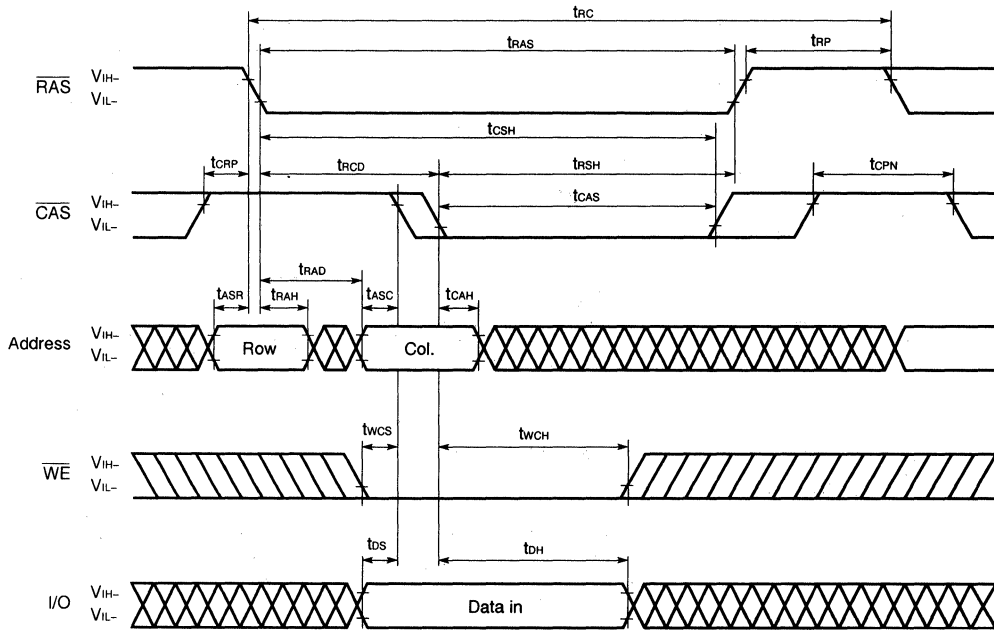 tRC
tRAS
tRP
RAS
VIH–
VIL–
tCSH
tCRP
tRCD
tRSH
tCPN
tCAS
CAS
VIH–
VIL–
tRAD
tASR
tRAH
tASC
tCAH
Address
VIH–
VIL–
Row
Col.
tWCS
tWCH
WE
VIH–
VIL–
tDS
tDH
I/O
VIH–
VIL–
Data in